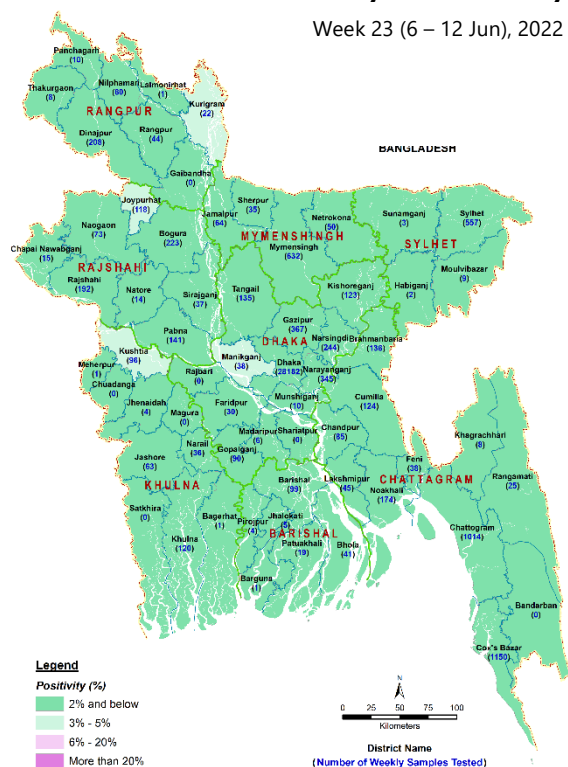 Week 23 (6 – 12 Jun), 2022
BANGLADESH
Panchagarh
(10)
Thakurgaon
(8)
Nilphamari
(80)
Lalmonirhat
(1)
Kurigram
(22)
RANGPUR
Dinajpur
(208)
Rangpur
(44)
Gaibandha
(0)
Joypurhat
(118)
Naogaon
(73)
Bogura
(223)
Chapai Nawabganj
(15)
RAJSHAHI
Rajshahi
(192)
Natore
(14)
Sirajganj
(37)
Pabna
(141)
Sherpur
(35)
Jamalpur
(64)
Netrokona
(50)
MYMENSHINGH
Mymensingh
(632)
Sunamganj
(3)
Sylhet
(557)
SYLHET
Moulvibazar
(9)
Habiganj
(2)
Tangail
(135)
Kishoreganj
(123)
Gazipur
(367)
DHAKA
Narsingdi
(244)
Brahmanbaria
(136)
Manikganj
(38)
Dhaka
(28182)
Narayanganj
(345)
Kushtia
(96)
Rajbari
(0)
Meherpur
(1)
Chuadanga
(0)
Jhenaidah
(4)
Magura
(0)
Faridpur
(30)
Munshiganj
(10)
Cumilla
(124)
Madaripur
(6)
Shariatpur
(0)
Chandpur
(85)
Narail
(36)
Gopalganj
(90)
Jashore
(63)
KHULNA
Satkhira
(0)
Khulna
(120)
Bagerhat
(1)
Pirojpur
(4)
Barishal
(99)
Jhalokati
(5)
BARISHAL
Patuakhali
(19)
Bhola
(41)
Barguna
(1)
Lakshmipur
(45)
Noakhali
(174)
Feni
(38)
CHATTAGRAM
Khagrachhari
(8)
Rangamati
(25)
Chattogram
(1014)
Bandarban
(0)
Cox's Bazar
(1150)
Legend
Positivity (%)
2% and below
3% - 5%
6% - 20%
More than 20%
N
0 25 50 75 100
Kilometers
District Name
(Number of Weekly Samples Tested)
1